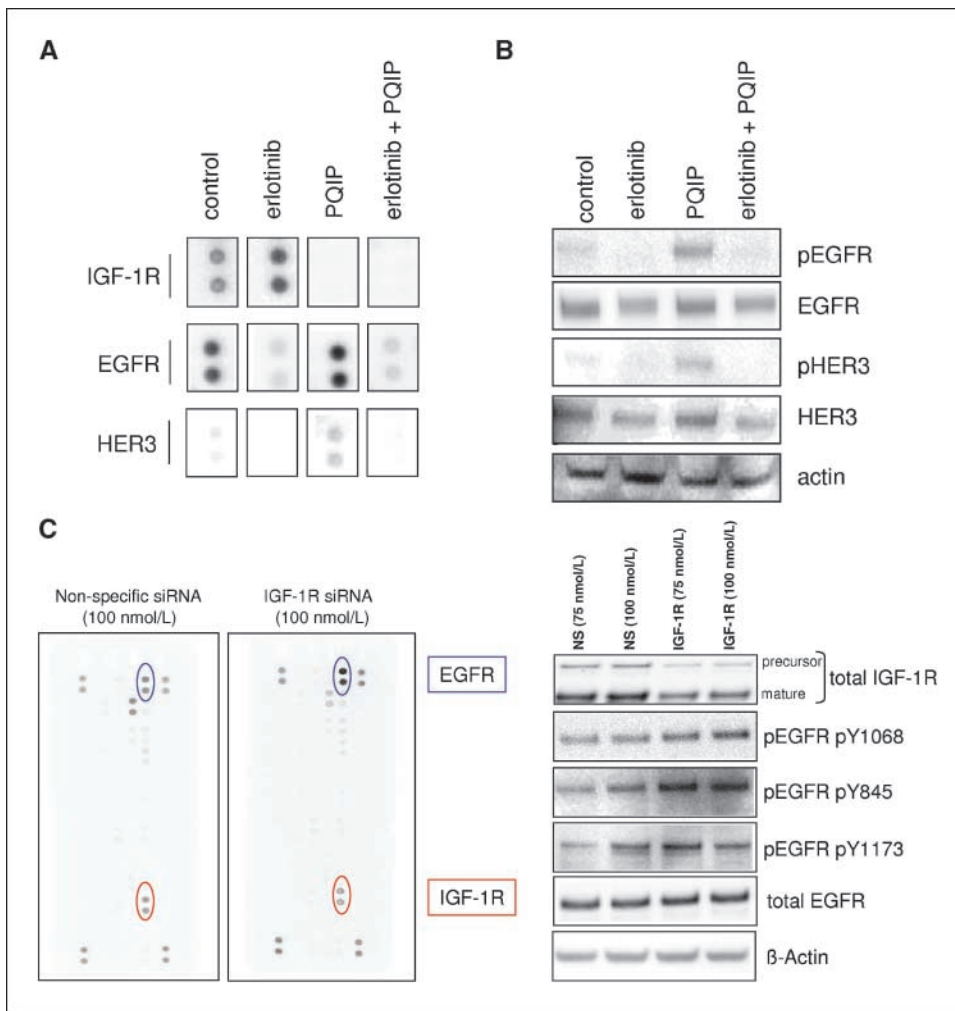 A
control
erlotinib
PQIP
erlotinib + PQIP
IGF-1R
EGFR
HER3
B
control
erlotinib
PQIP
erlotinib + PQIP
pEGFR
EGFR
pHER3
HER3
actin
C
Non-specific siRNA
(100 nmol/L)
IGF-1R siRNA
(100 nmol/L)
EGFR
IGF-1R
NS (75 nmol/L)
NS (100 nmol/L)
IGF-1R (75 nmol/L)
IGF-1R (100 nmol/L)
precursor
mature
total IGF-1R
pEGFR pY1068
pEGFR pY845
pEGFR pY1173
total EGFR
ß-Actin